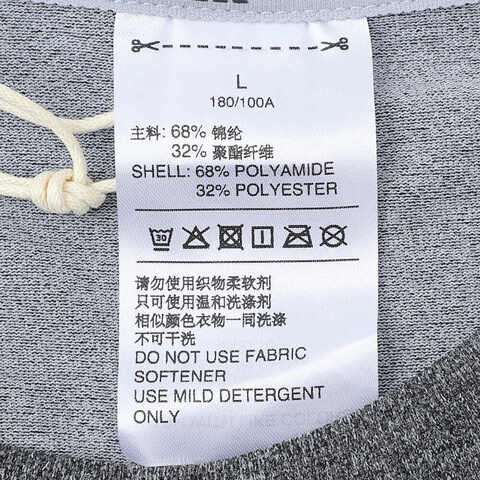 L
180/100A
主料: 68% 锦纶
32% 聚酯纤维
SHELL: 68% POLYAMIDE
32% POLYESTER
30
请勿使用织物柔软剂
只可使用温和洗涤剂
相似颜色衣物一同洗涤
不可干洗
DO NOT USE FABRIC
SOFTENER
USE MILD DETERGENT
ONLY